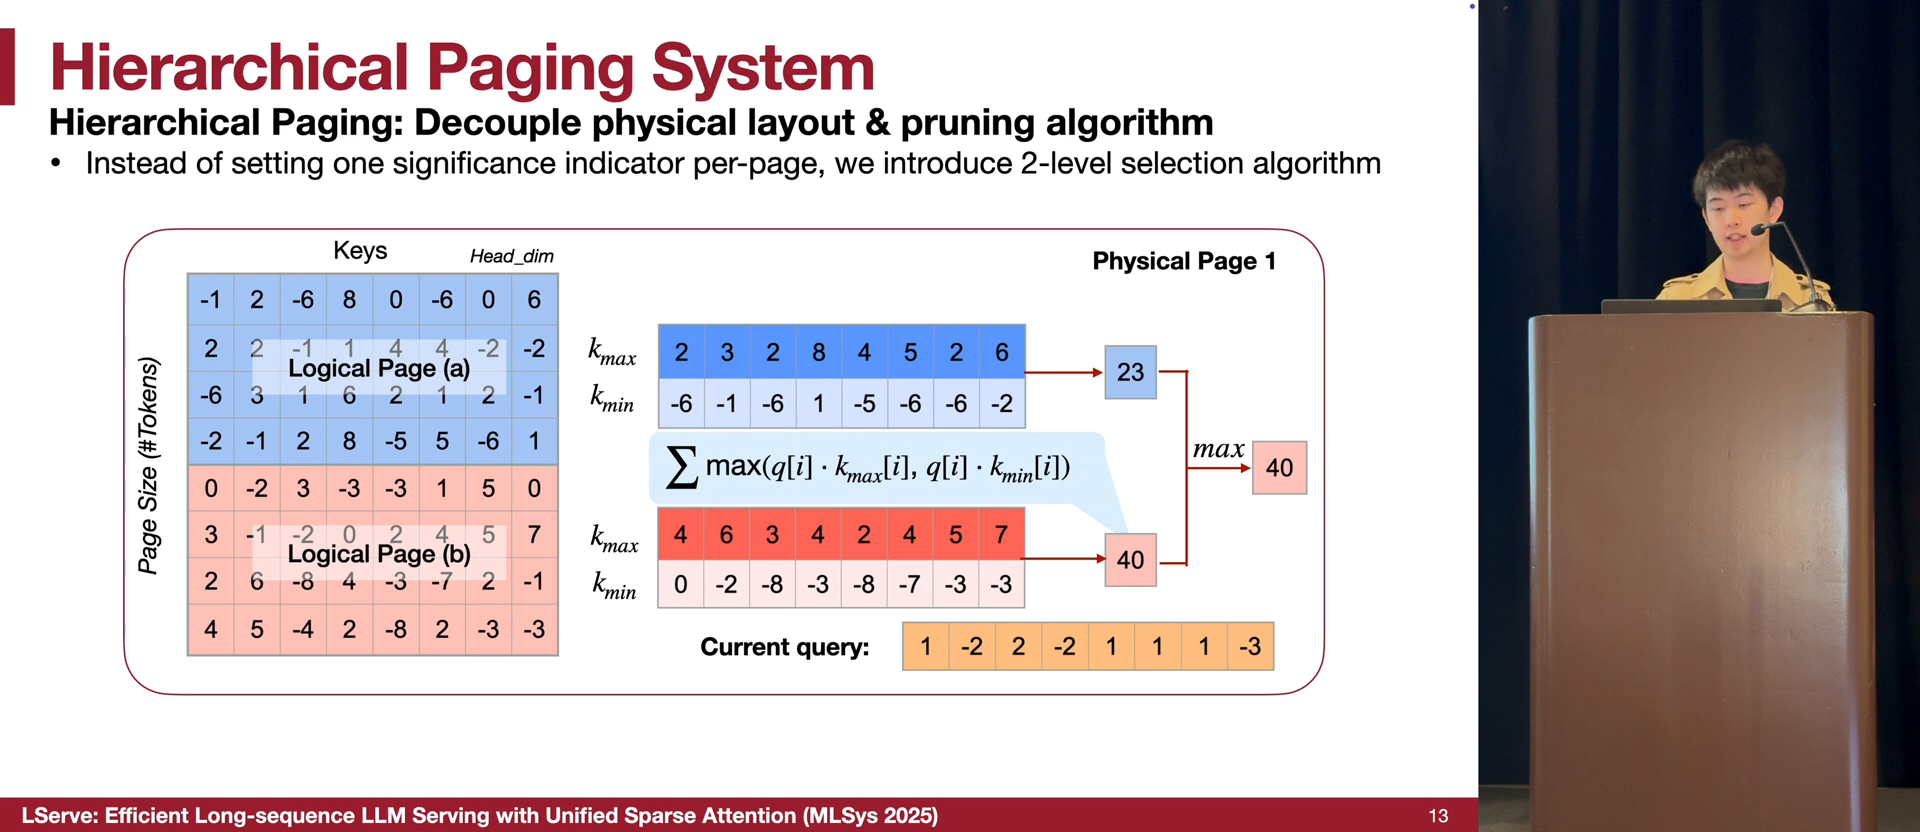 Hierarchical Paging System
Hierarchical Paging: Decouple physical layout & pruning algorithm
• Instead of setting one significance indicator per-page, we introduce 2-level selection algorithm
Keys
Head_dim
Physical Page 1
Page Size (#Tokens)
-1 2 -6 8 0 -6 0 6
2 2 -1 1 4 4 -2 -2
Logical Page (a)
-6 3 1 6 2 1 2 -1
-2 -1 2 8 -5 5 -6 1
0 -2 3 -3 -3 1 5 0
3 -1 -2 0 2 4 5 7
Logical Page (b)
2 6 -8 4 -3 -7 2 -1
4 5 -4 2 -8 2 -3 -3
kmax 2 3 2 8 4 5 2 6
kmin -6 -1 -6 1 -5 -6 -6 -2
23
∑ max(q[i] · kmax[i], q[i] · kmin[i])
max
40
kmax 4 6 3 4 2 4 5 7
kmin 0 -2 -8 -3 -8 -7 -3 -3
40
Current query: 1 -2 2 -2 1 1 1 -3
LServe: Efficient Long-sequence LLM Serving with Unified Sparse Attention (MLSys 2025)
13